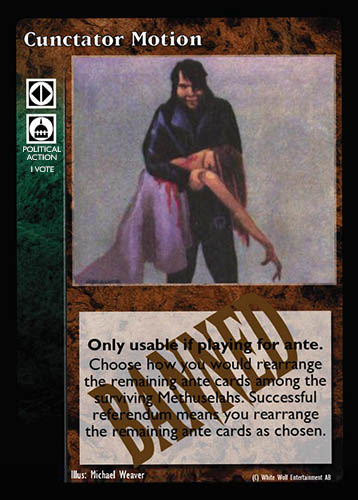 Cunctator Motion
POLITICAL
ACTION
1 VOTE
BANNED
Only usable if playing for ante.
Choose how you would rearrange
the remaining ante cards among the
surviving Methuselahs. Successful
referendum means you rearrange
the remaining ante cards as chosen.
Illus: Michael Weaver
(C) White Wolf Entertainment AB